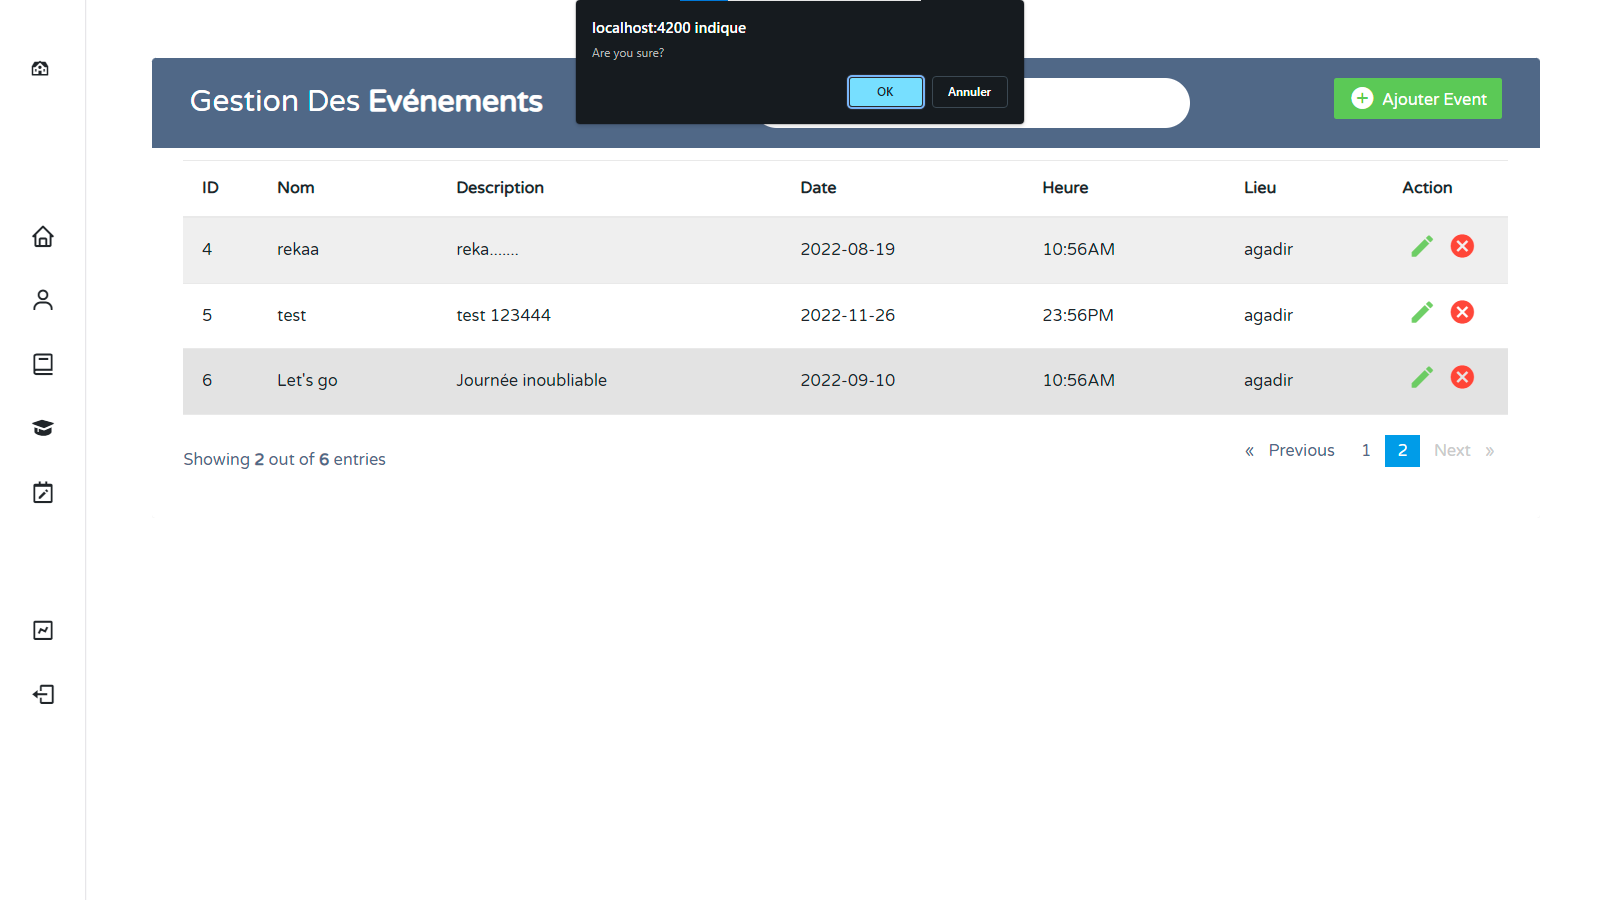 localhost:4200 indique
Are you sure?
OK Annuler
Gestion Des Evénements
Ajouter Event
ID Nom Description Date Heure Lieu Action
4 rekaa reka....... 2022-08-19 10:56AM agadir
5 test test 123444 2022-11-26 23:56PM agadir
6 Let's go Journée inoubliable 2022-09-10 10:56AM agadir
Showing 2 out of 6 entries
« Previous 1 2 Next »